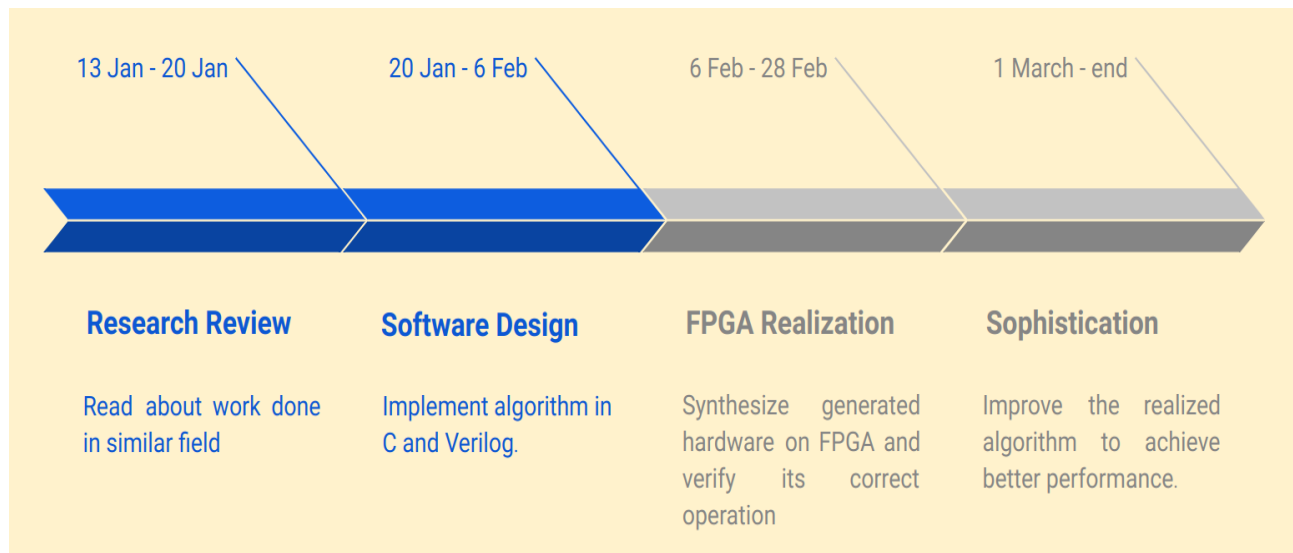 13 Jan - 20 Jan
20 Jan - 6 Feb
6 Feb - 28 Feb
1 March - end
Research Review
Software Design
FPGA Realization
Sophistication
Read about work done
in similar field
Implement algorithm in
C and Verilog.
Synthesize generated
hardware on FPGA and
verify its correct
operation
Improve the realized
algorithm to achieve
better performance.